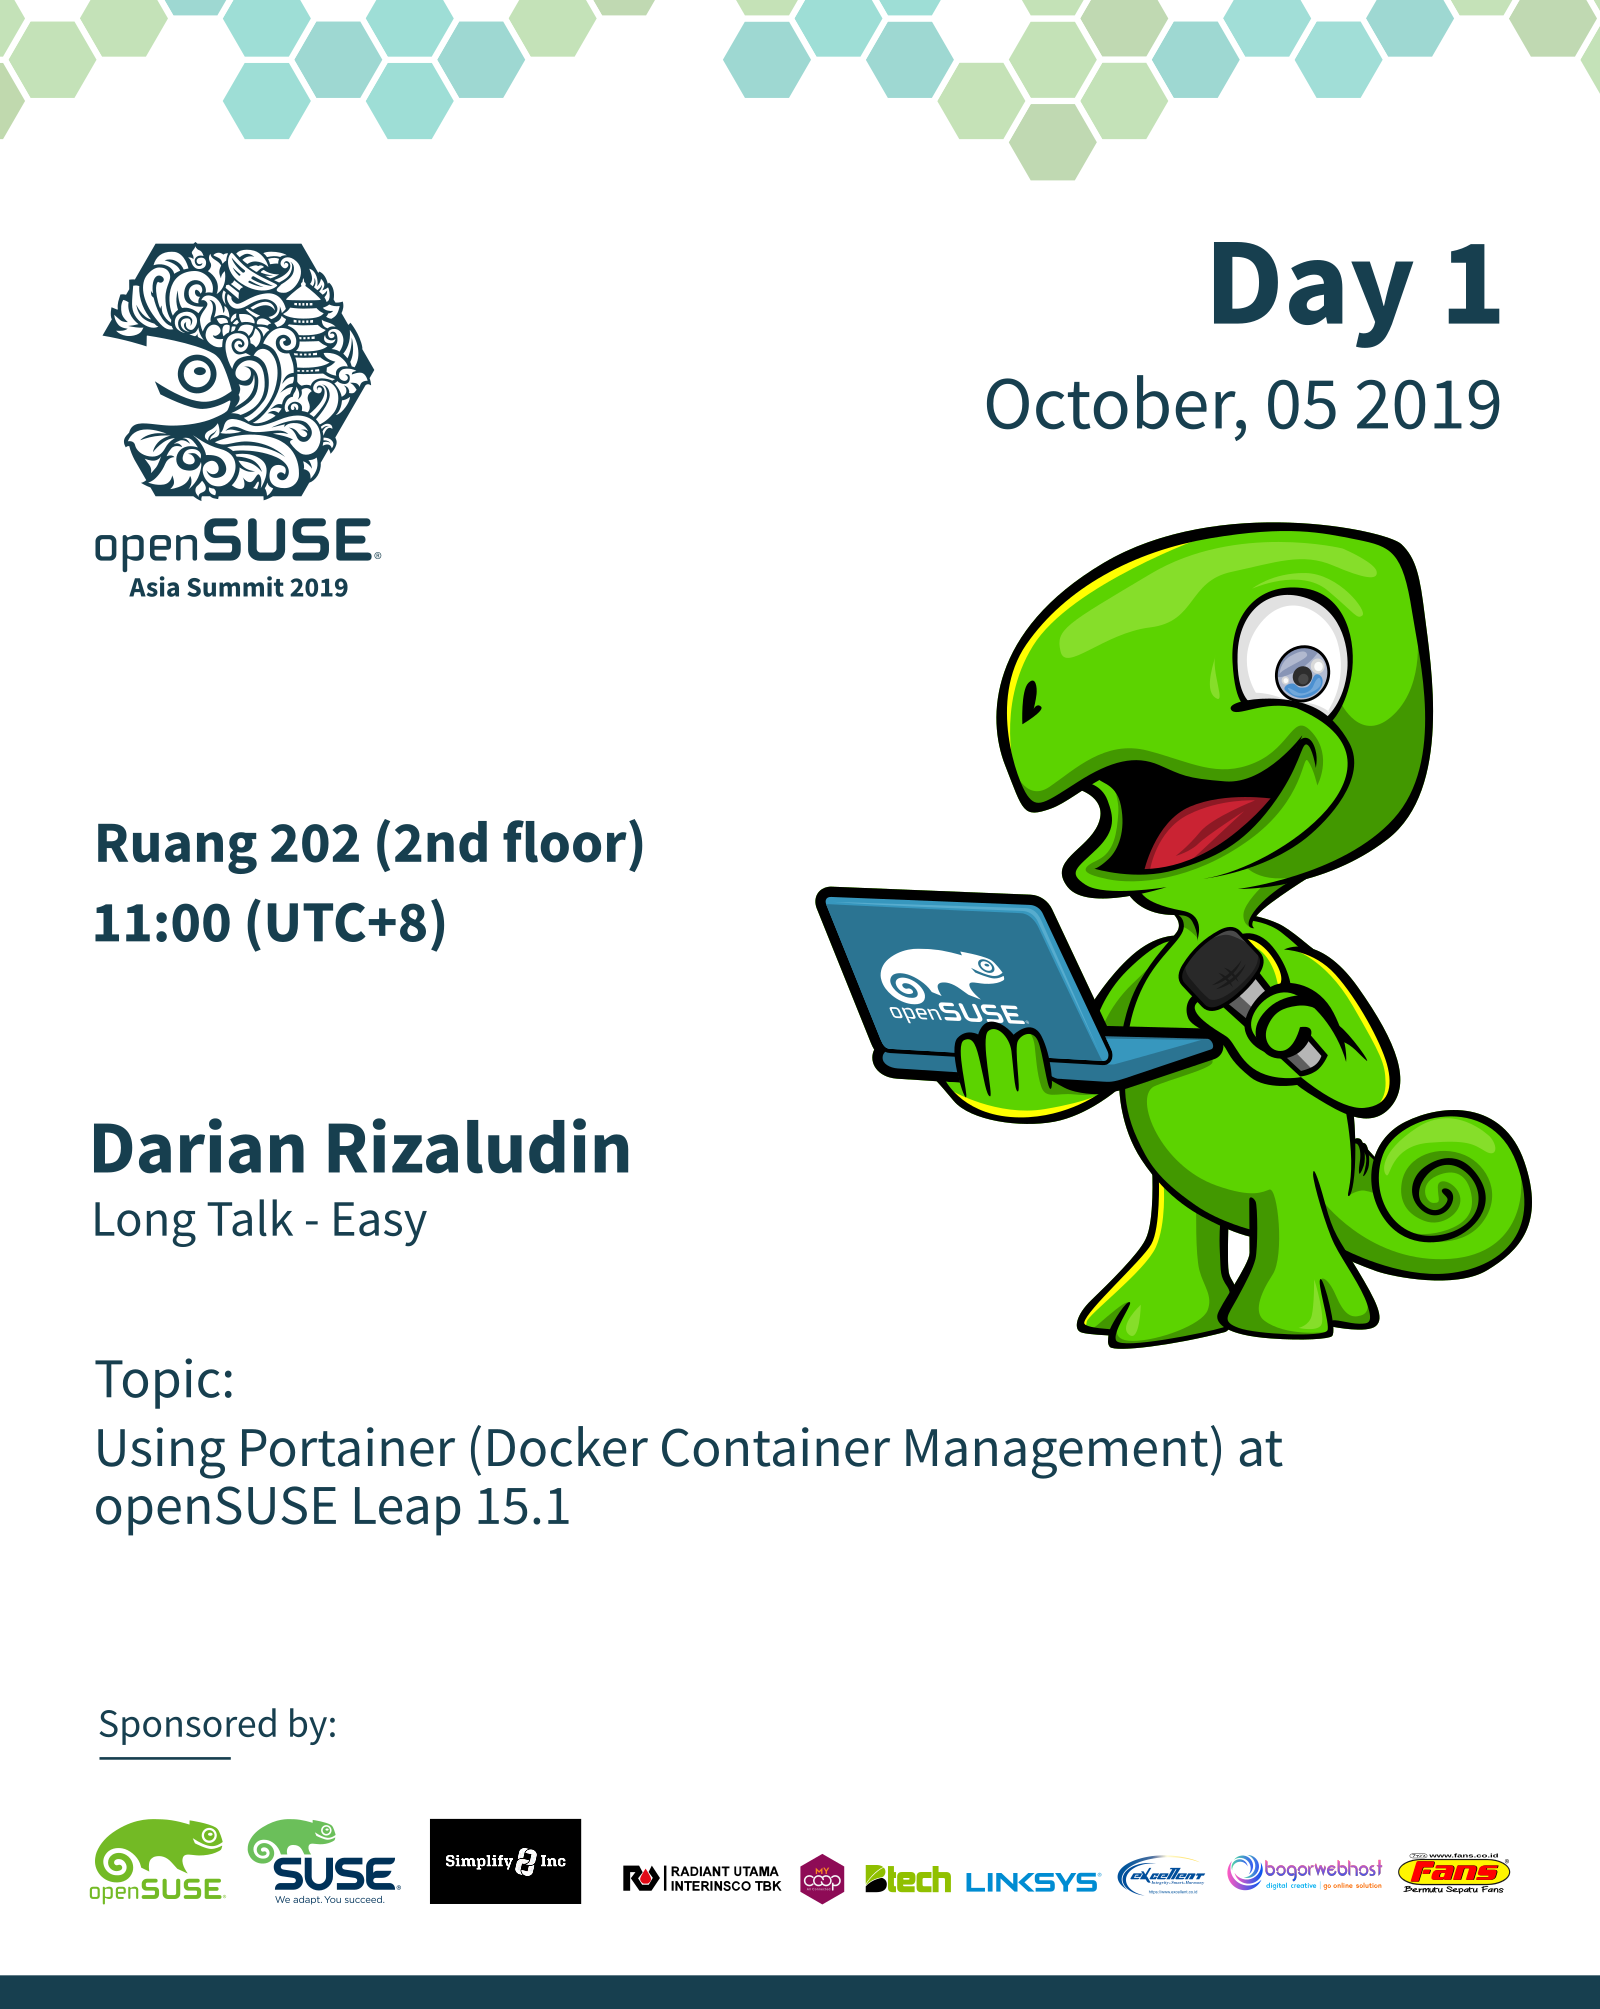 Day 1
October, 05 2019
openSUSE®
Asia Summit 2019
Ruang 202 (2nd floor)
11:00 (UTC+8)
openSUSE
Darian Rizaludin
Long Talk - Easy
Topic:
Using Portainer (Docker Container Management) at
openSUSE Leap 15.1
Sponsored by:
openSUSE
SUSE®
We adapt. You succeed.
Simplify Inc
RADIANT UTAMA
INTERINSCO TBK
MY
COOP
Btech
LINKSYS
eXcellent
bogorwebhost
digital creative | go online solution
www.fans.co.id
Fans
Bermutu Sepatu Fans